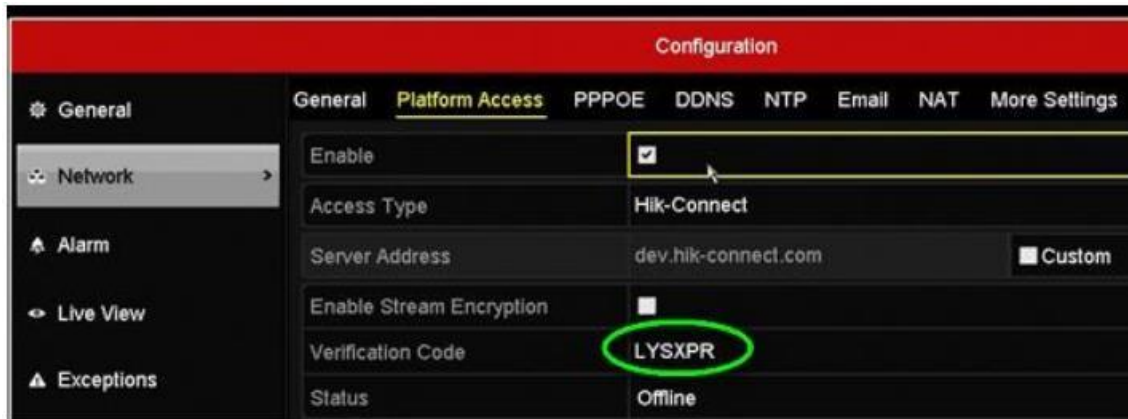 Configuration
General
Network
Alarm
Live View
Exceptions
General Platform Access PPPOE DDNS NTP Email NAT More Settings
Enable
Access Type Hik-Connect
Server Address dev.hik-connect.com Custom
Enable Stream Encryption
Verification Code LYSXPR
Status Offline